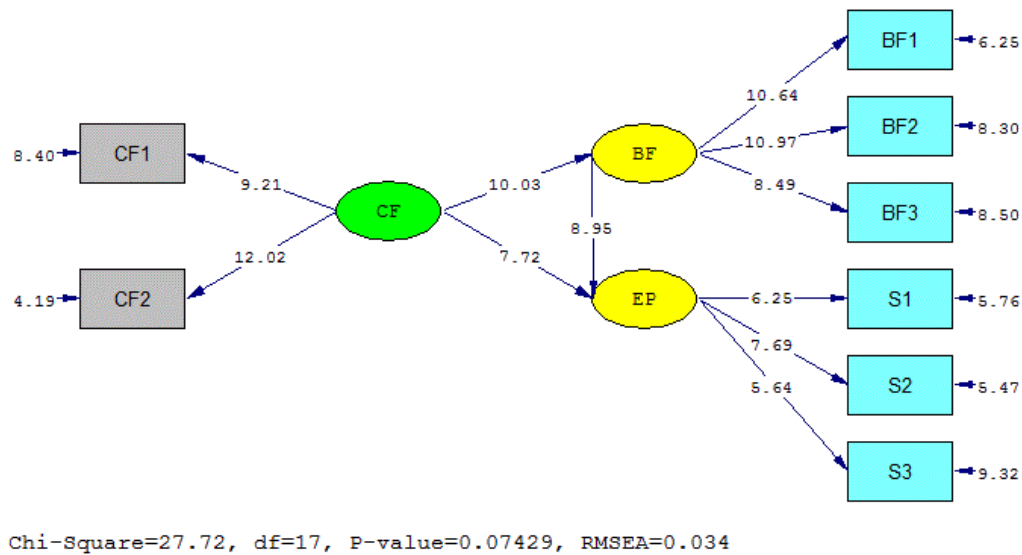 BF1
6.25
10.64
BF2
8.30
10.97
8.40
CF1
BF
9.21
10.03
8.49
CF
BF3
8.50
8.95
12.02
7.72
4.19
CF2
EP
6.25
S1
5.76
7.69
S2
5.47
5.64
S3
9.32
Chi-Square=27.72, df=17, P-value=0.07429, RMSEA=0.034